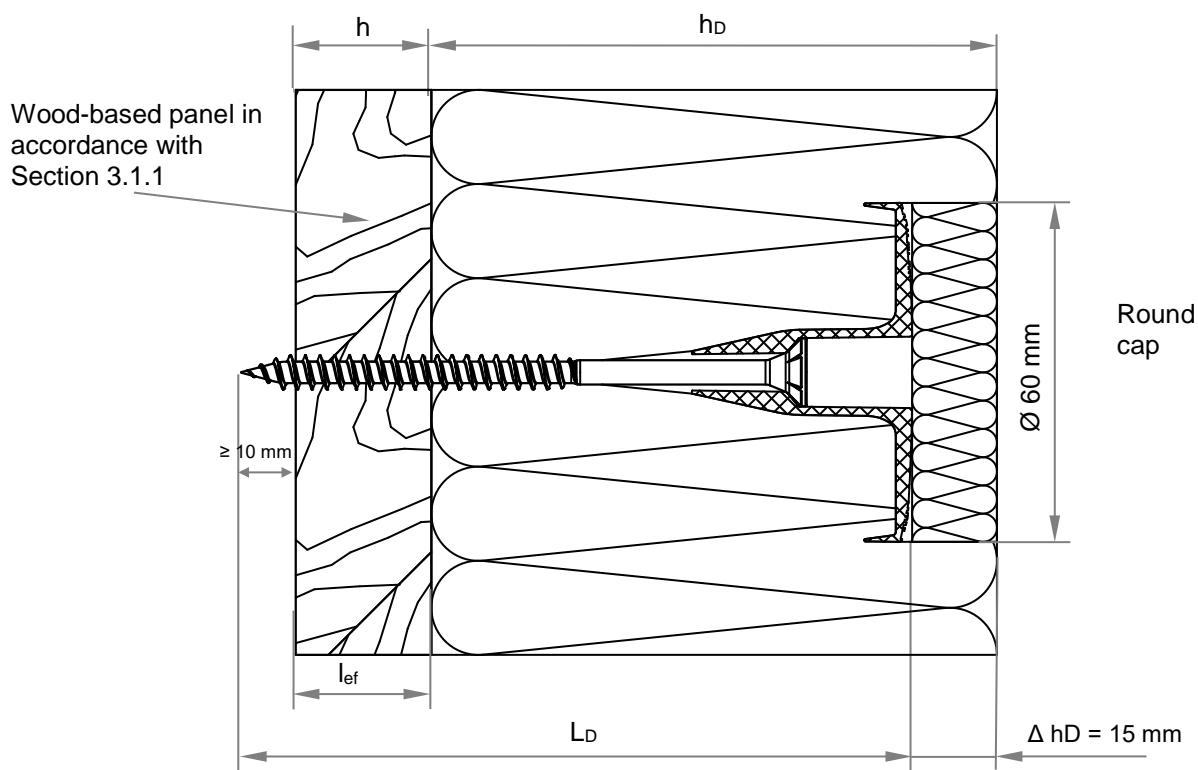 h
hD
Wood-based panel in
accordance with
Section 3.1.1
Round
cap
Ø 60 mm
≥ 10 mm
lef
LD
Δ hD = 15 mm